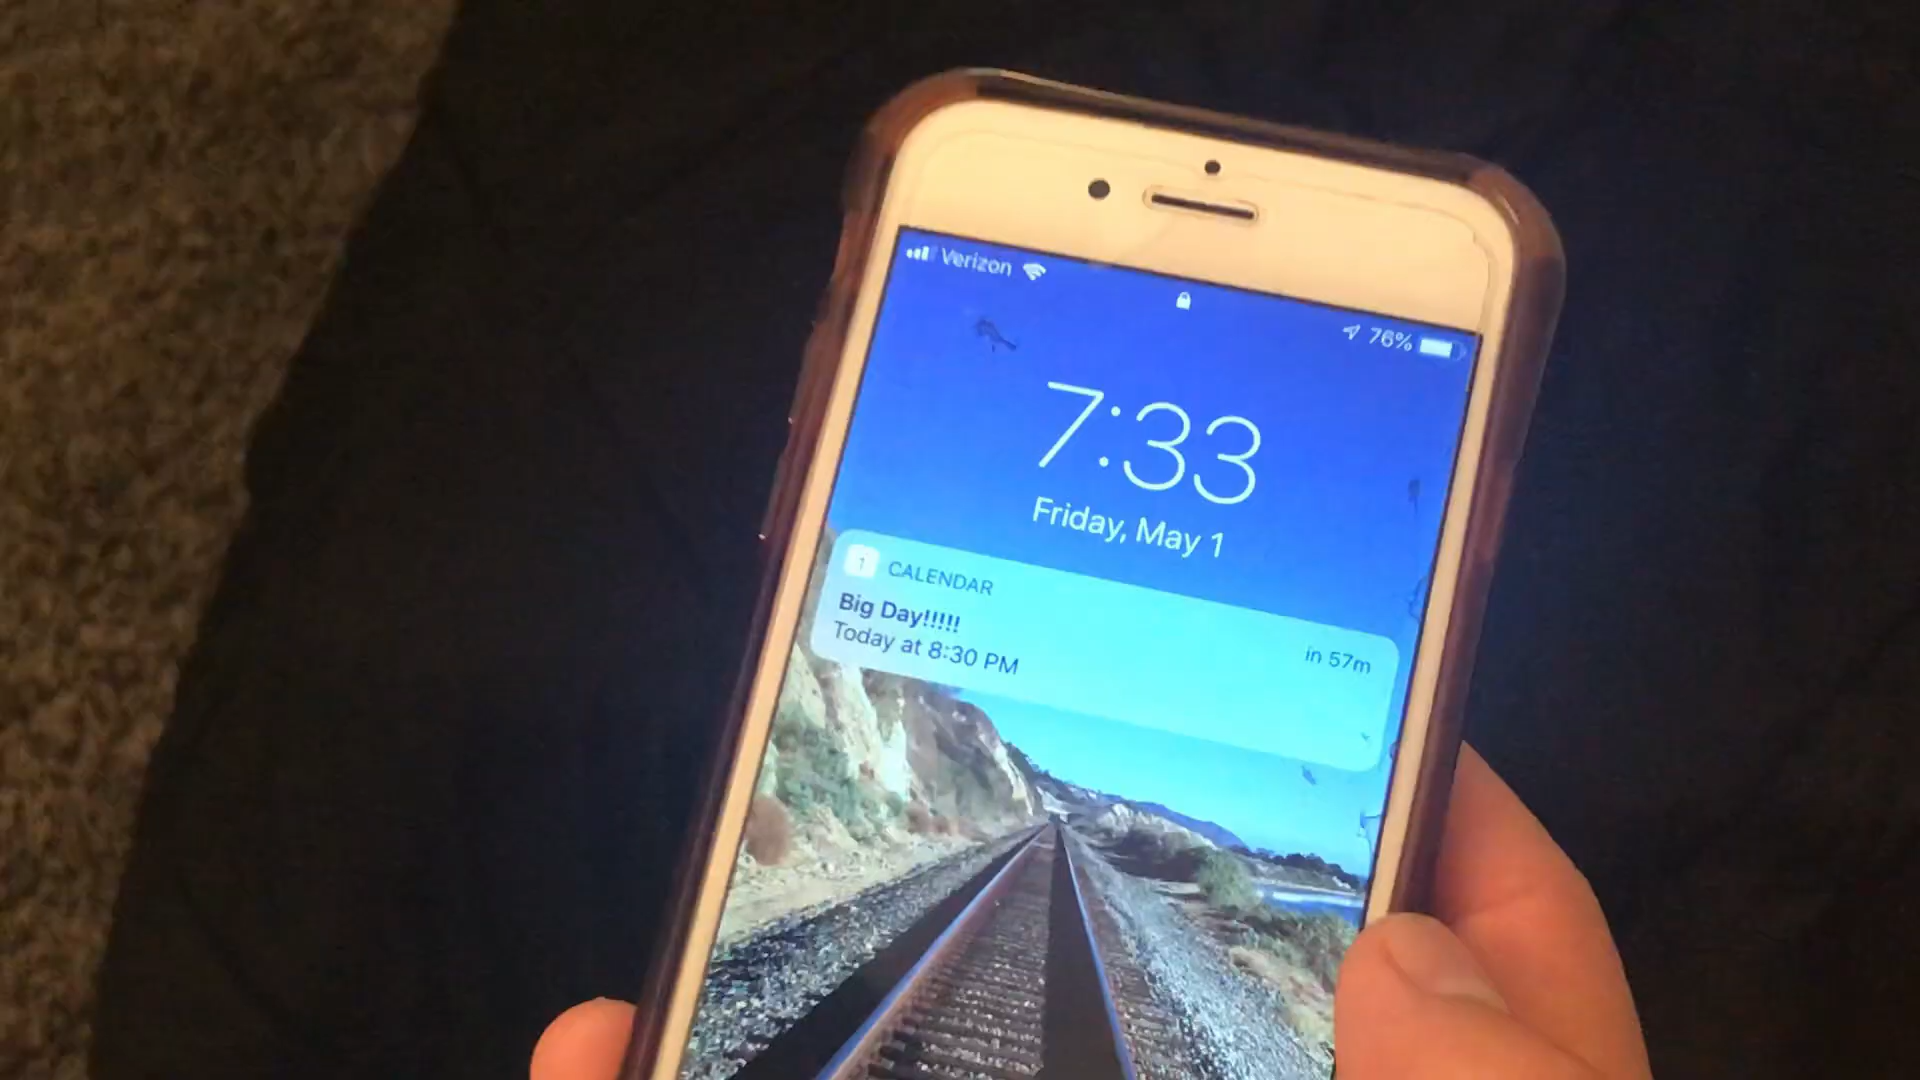 Verizon
76%
7:33
Friday, May 1
1 CALENDAR
Big Day!!!!!
Today at 8:30 PM
in 57m